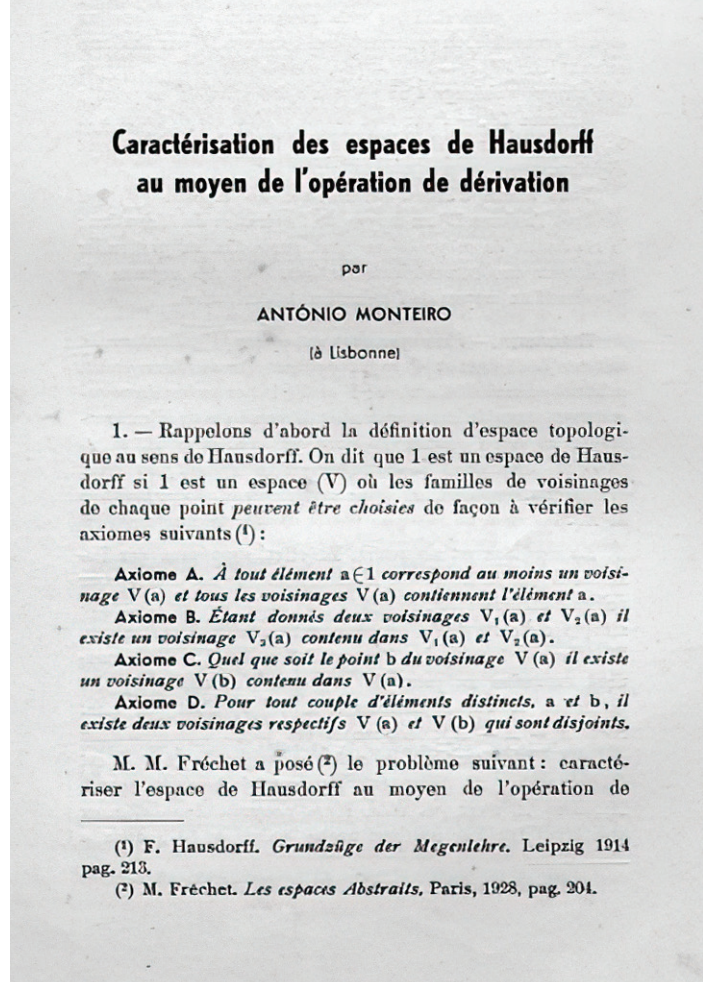 Caractérisation des espaces de Hausdorff
au moyen de l'opération de dérivation
par
ANTÓNIO MONTEIRO
(à Lisbonne)
1. — Rappelons d'abord la définition d'espace topologi-
que au sens de Hausdorff. On dit que 1 est un espace de Haus-
dorff si 1 est un espace (V) où les familles de voisinages
de chaque point peuvent être choisies de façon à vérifier les
axiomes suivants (¹) :
Axiome A. À tout élément a∈1 correspond au moins un voisi-
nage V(a) et tous les voisinages V(a) contiennent l'élément a.
Axiome B. Étant donnés deux voisinages V₁(a) et V₂(a) il
existe un voisinage V₃(a) contenu dans V₁(a) et V₂(a).
Axiome C. Quel que soit le point b du voisinage V(a) il existe
un voisinage V(b) contenu dans V(a).
Axiome D. Pour tout couple d'éléments distincts, a et b, il
existe deux voisinages respectifs V(a) et V(b) qui sont disjoints.
M. M. Fréchet a posé (²) le problème suivant : caracté-
riser l'espace de Hausdorff au moyen de l'opération de
(¹) F. Hausdorff. Grundzüge der Megenlehre. Leipzig 1914
pag. 213.
(²) M. Fréchet. Les espaces Abstraits, Paris, 1928, pag. 204.